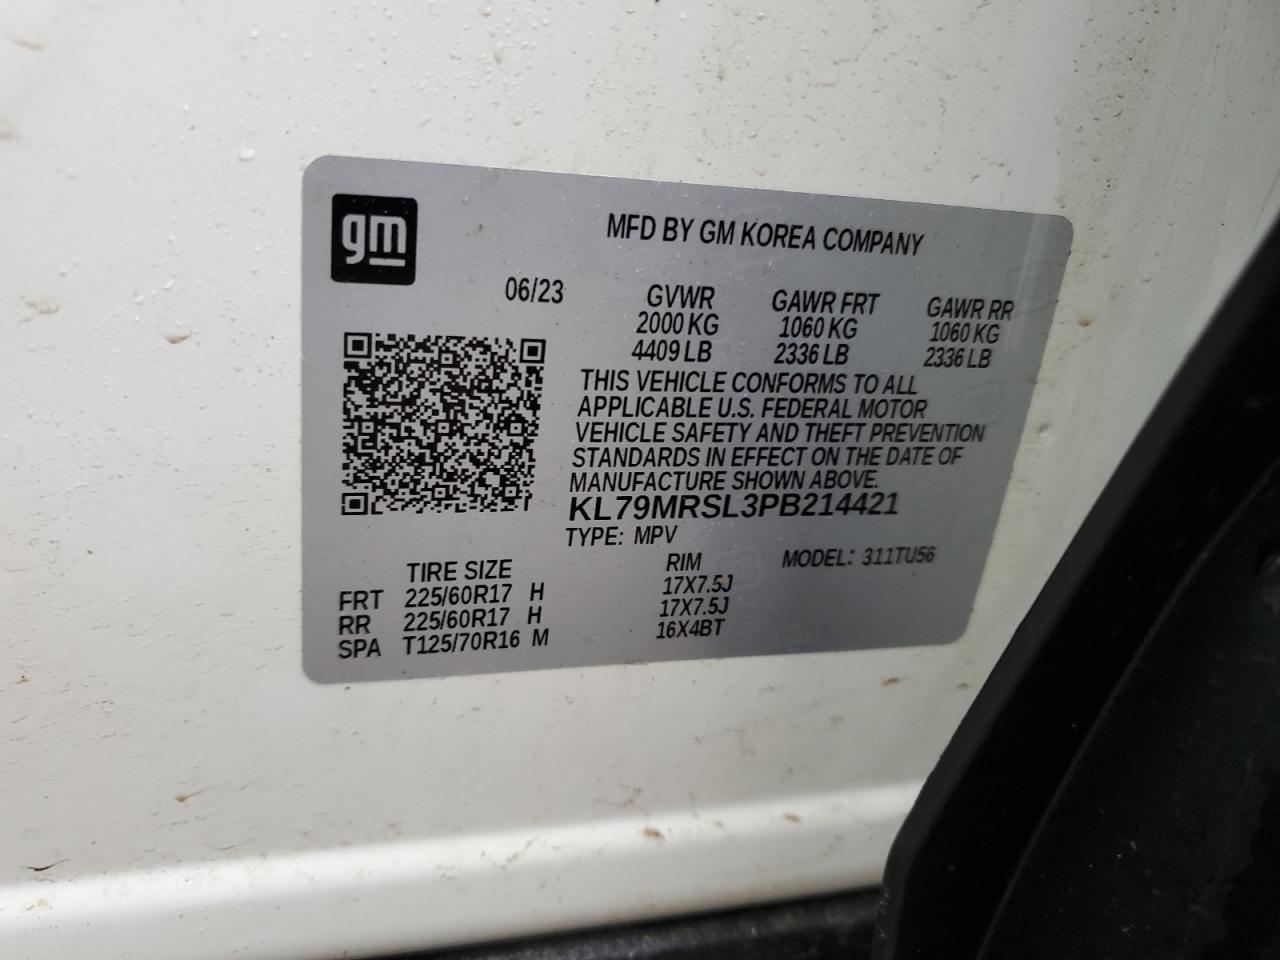 gm
MFD BY GM KOREA COMPANY
06/23 GVWR GAWR FRT GAWR RR
2000 KG 1060 KG 1060 KG
4409 LB 2336 LB 2336 LB
THIS VEHICLE CONFORMS TO ALL
APPLICABLE U.S. FEDERAL MOTOR
VEHICLE SAFETY AND THEFT PREVENTION
STANDARDS IN EFFECT ON THE DATE OF
MANUFACTURE SHOWN ABOVE.
KL79MRSL3PB214421
TYPE: MPV MODEL: 311TU56
TIRE SIZE RIM
FRT 225/60R17 H 17X7.5J
RR 225/60R17 H 17X7.5J
SPA T125/70R16 M 16X4BT